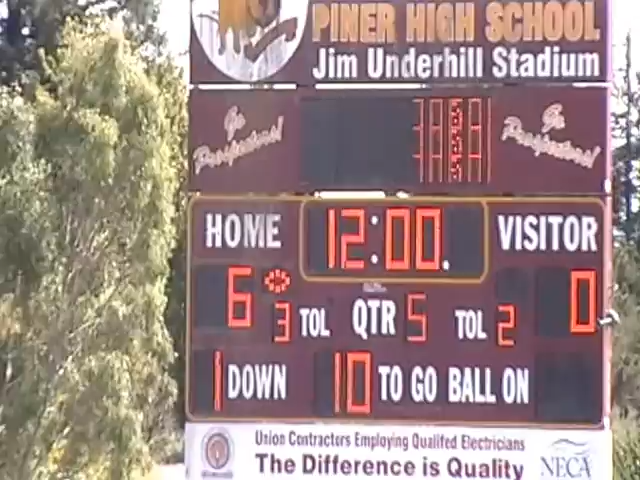 PINER HIGH SCHOOL
Jim Underhill Stadium
Go Prospectors!
Go Prospectors!
HOME 12:00. VISITOR
6 3 TOL QTR 5 TOL 2 0
1 DOWN 10 TO GO BALL ON
Union Contractors Employing Qualifed Electricians
The Difference is Quality
NECA